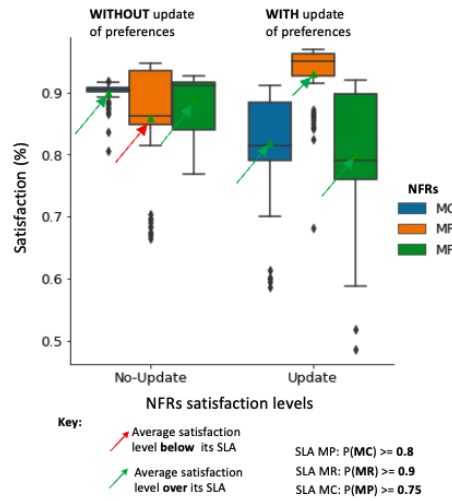 WITHOUT update
of preferences
WITH update
of preferences
Satisfaction (%)
0.9
0.8
0.7
0.6
0.5
NFRs
MC
MR
MP
No-Update
Update
NFRs satisfaction levels
Key:
Average satisfaction
level below its SLA
Average satisfaction
level over its SLA
SLA MP: P(MC) >= 0.8
SLA MR: P(MR) >= 0.9
SLA MC: P(MP) >= 0.75